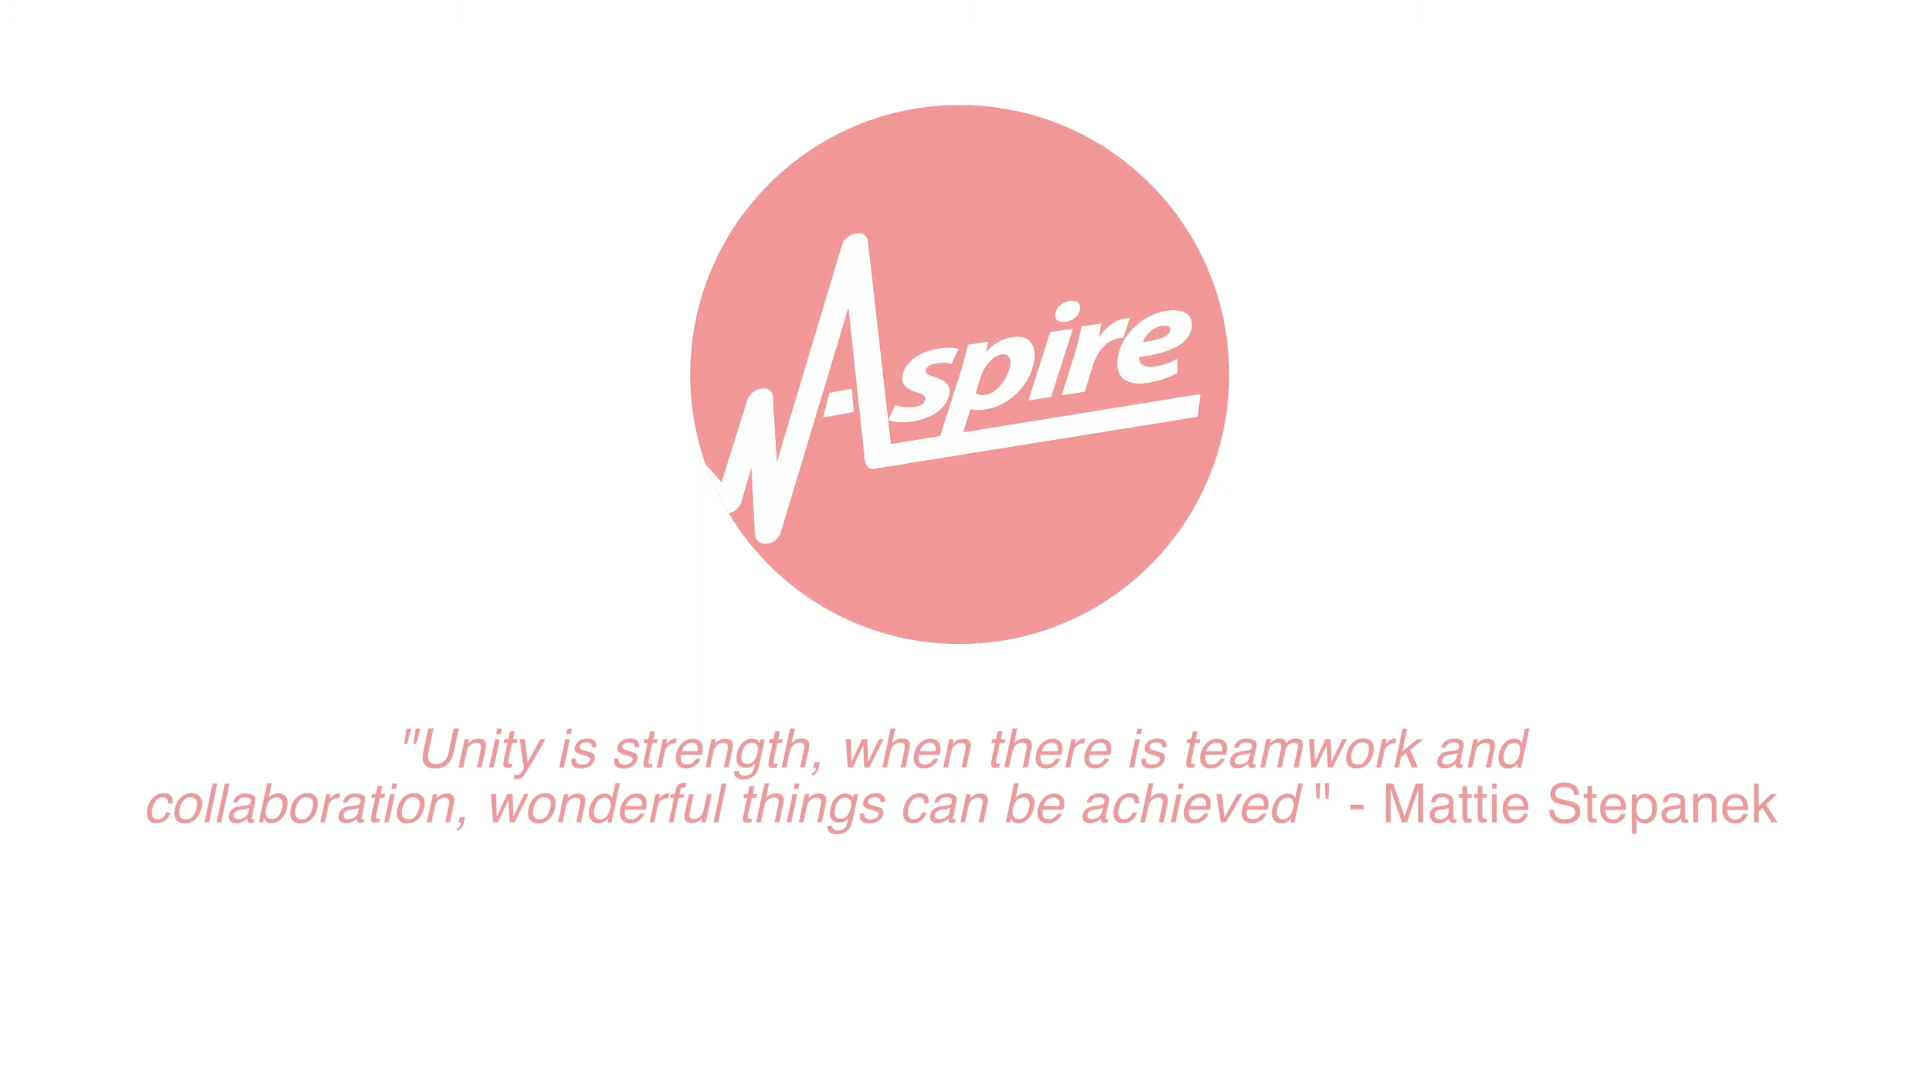 Aspire
"Unity is strength, when there is teamwork and
collaboration, wonderful things can be achieved" - Mattie Stepanek